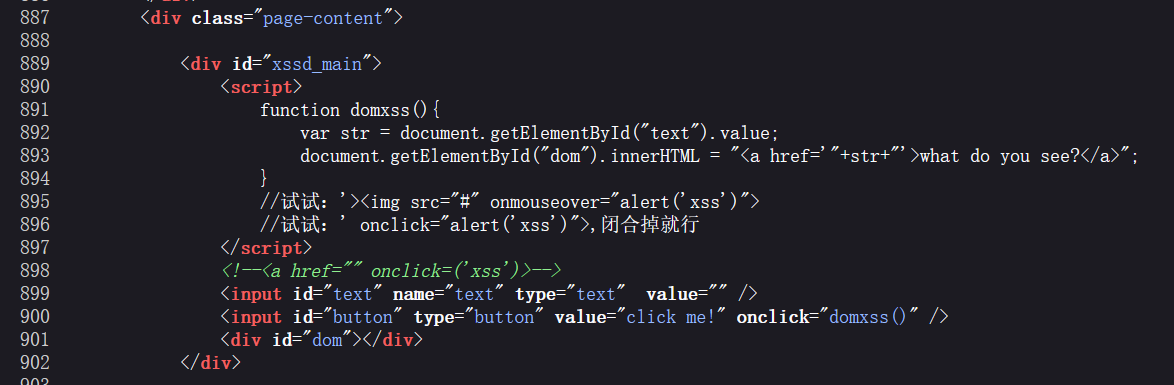 887 <div class="page-content">
888
889 <div id="xssd_main">
890 <script>
891 function domxss(){
892 var str = document.getElementById("text").value;
893 document.getElementById("dom").innerHTML = "<a href='"+str+"'>what do you see?</a>";
894 }
895 //试试：'><img src="#" onmouseover="alert('xss')">
896 //试试：' onclick="alert('xss')">,闭合掉就行
897 </script>
898 <!--<a href="" onclick=('xss')>-->
899 <input id="text" name="text" type="text"  value="" />
900 <input id="button" type="button" value="click me!" onclick="domxss()" />
901 <div id="dom"></div>
902 </div>